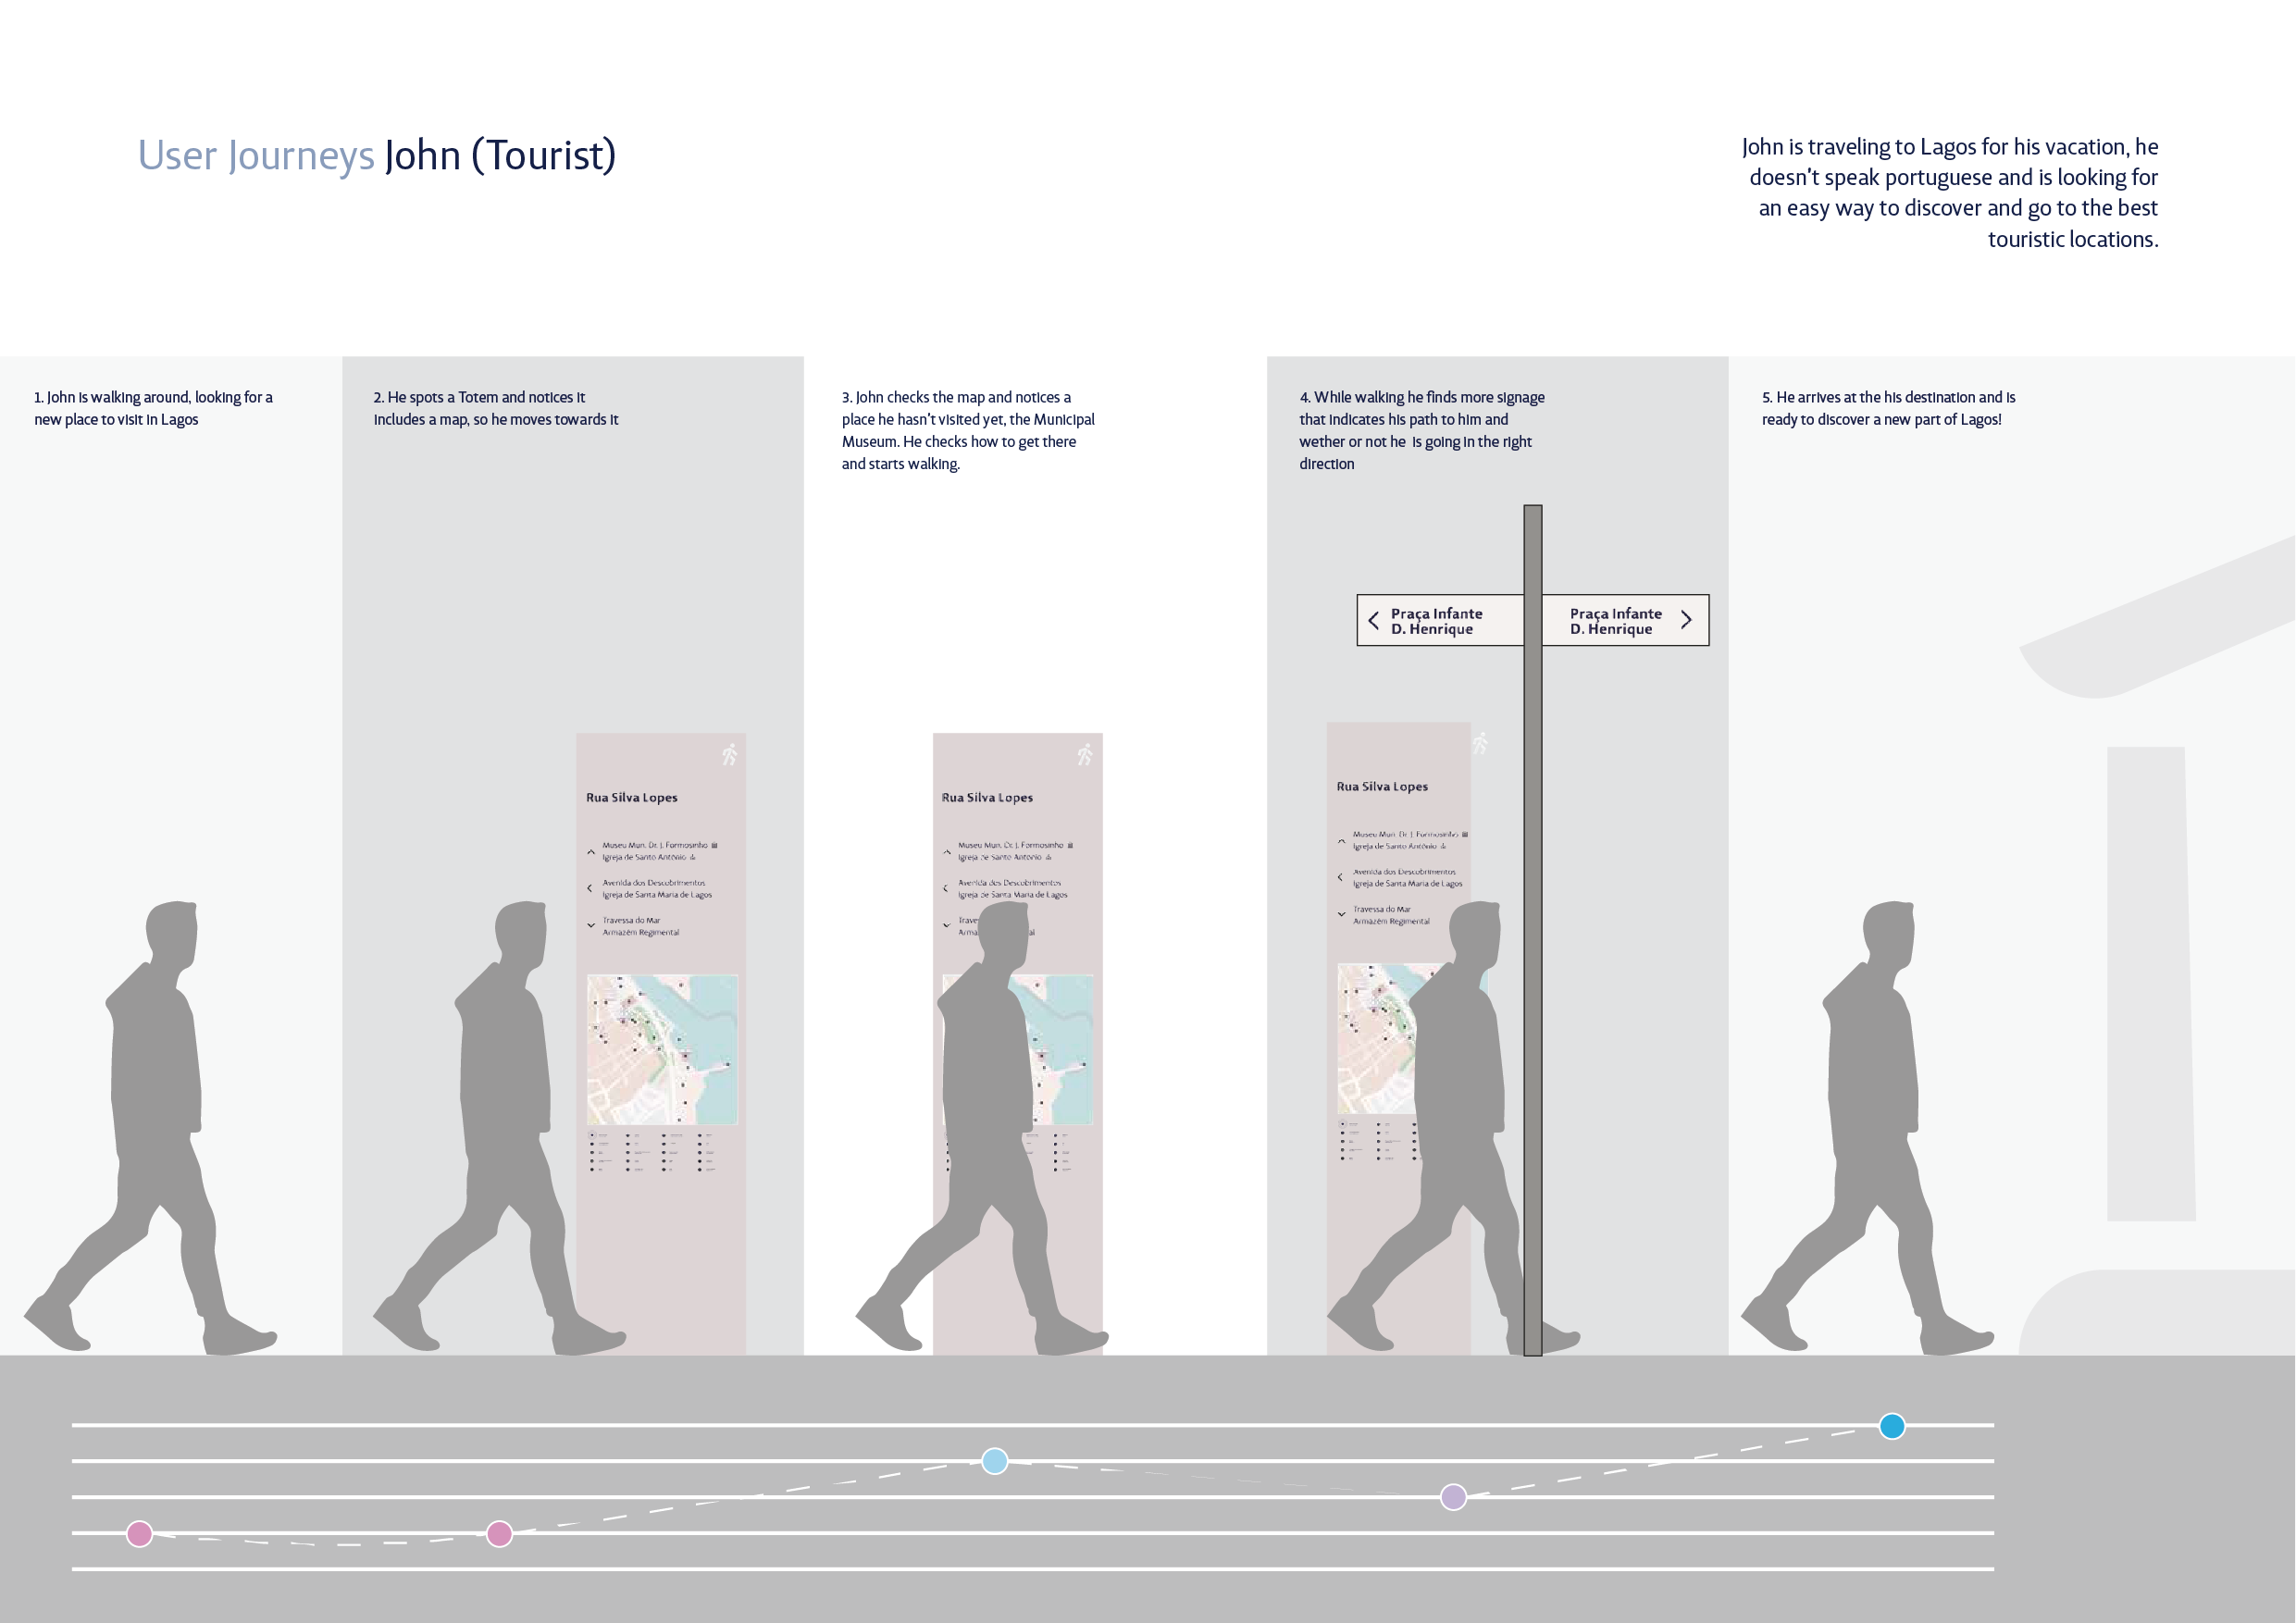 User Journeys John (Tourist)
John is traveling to Lagos for his vacation, he
doesn't speak portuguese and is looking for
an easy way to discover and go to the best
touristic locations.
1. John is walking around, looking for a
new place to visit in Lagos
2. He spots a Totem and notices it
includes a map, so he moves towards it
3. John checks the map and notices a
place he hasn't visited yet, the Municipal
Museum. He checks how to get there
and starts walking.
4. While walking he finds more signage
that indicates his path to him and
wether or not he is going in the right
direction
5. He arrives at the his destination and is
ready to discover a new part of Lagos!
< Praça Infante
D. Henrique
Praça Infante >
D. Henrique
Rua Silva Lopes
Museu Mun. Dr. J. Formosinho
Igreja de Santo António
Avenida dos Descobrimentos
Igreja de Santa Maria de Lagos
Travessa do Mar
Armazém Regimental
Rua Silva Lopes
Museu Mun. Dr. J. Formosinho
Igreja de Santo António
Avenida dos Descobrimentos
Igreja de Santa Maria de Lagos
Rua Silva Lopes
Museu Mun. Dr. J. Formosinho
Igreja de Santo António
Avenida dos Descobrimentos
Igreja de Santa Maria de Lagos
Travessa do Mar
Armazém Regimental